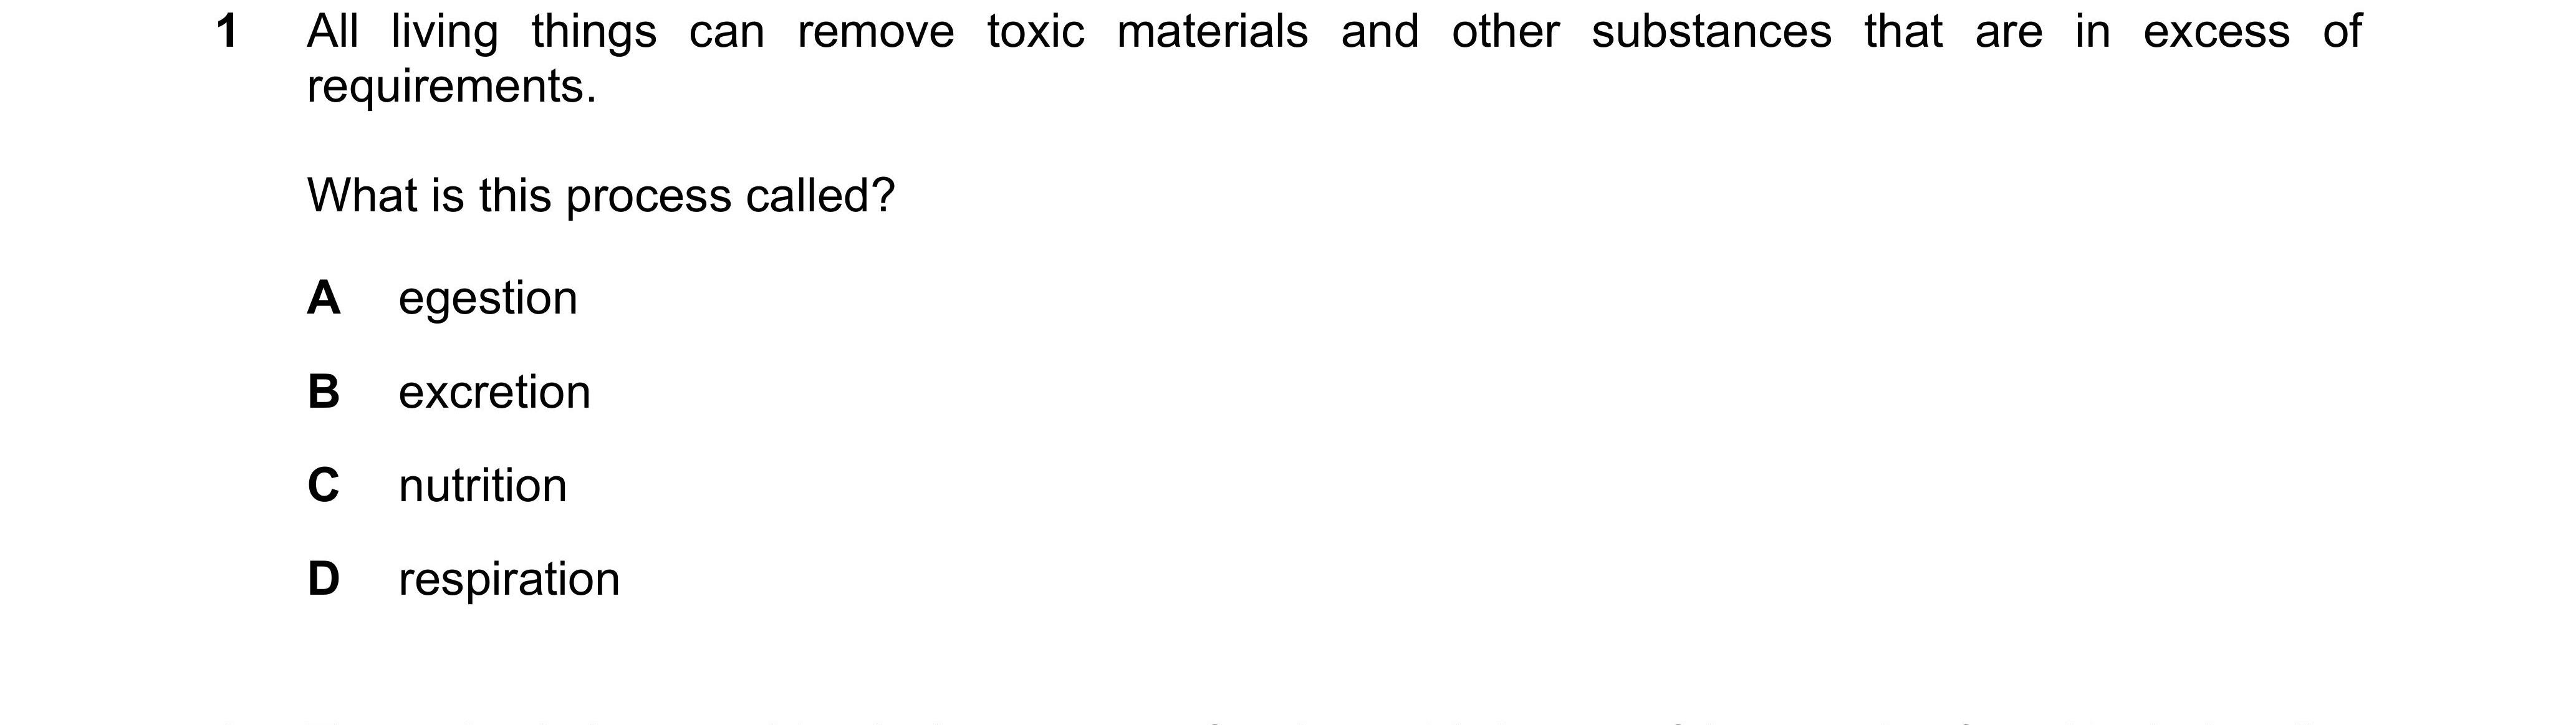 1 All living things can remove toxic materials and other substances that are in excess of
requirements.
What is this process called?
A egestion
B excretion
C nutrition
D respiration